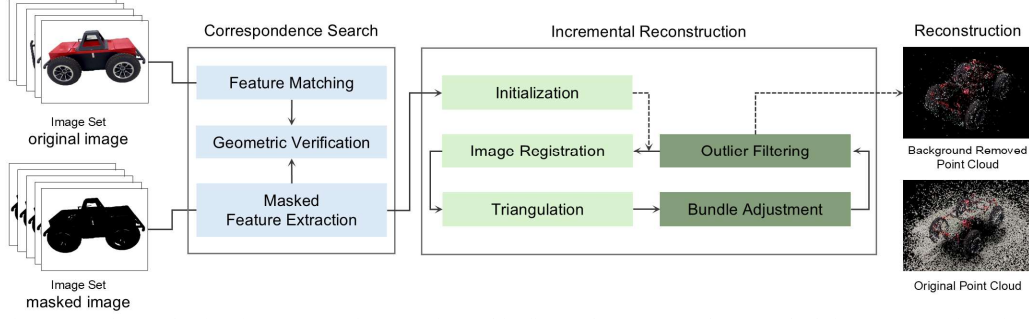 Correspondence Search
Incremental Reconstruction
Reconstruction
Image Set
original image
Image Set
masked image
Feature Matching
Geometric Verification
Masked
Feature Extraction
Initialization
Image Registration
Outlier Filtering
Triangulation
Bundle Adjustment
Background Removed
Point Cloud
Original Point Cloud